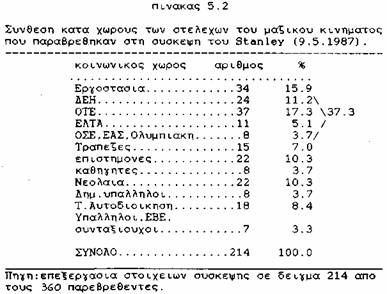 πινακας 5.2
Συνθεση κατα χωρους των στελεχων του μαζικου κινηματος
που παραβρεθηκαν στη συσκεψη του Stanley (9.5.1987).
κοινωνικος χωρος αριθμος %
Εργοστασια.................34 15.9
ΔΕΗ........................24 11.2\
ΟΤΕ........................37 17.3 \37.3
ΕΛΤΑ.......................11 5.1 /
ΟΣΕ,ΕΑΣ,Ολυμπιακη..........8 3.7/
Τραπεζες...................15 7.0
επιστημονες................22 10.3
καθηγητες..................8 3.7
Νεολαια....................22 10.3
Δημ.υπαλληλοι..............8 3.7
Τ.Αυτοδιοικηση.............18 8.4
Υπαλληλοι,ΕΒΕ,
συνταξιουχοι...............7 3.3
ΣΥΝΟΛΟ....................214 100.0
Πηγη:επεξεργασια στοιχειων συσκεψης σε δειγμα 214 απο
τους 360 παρεβρεθεντες.